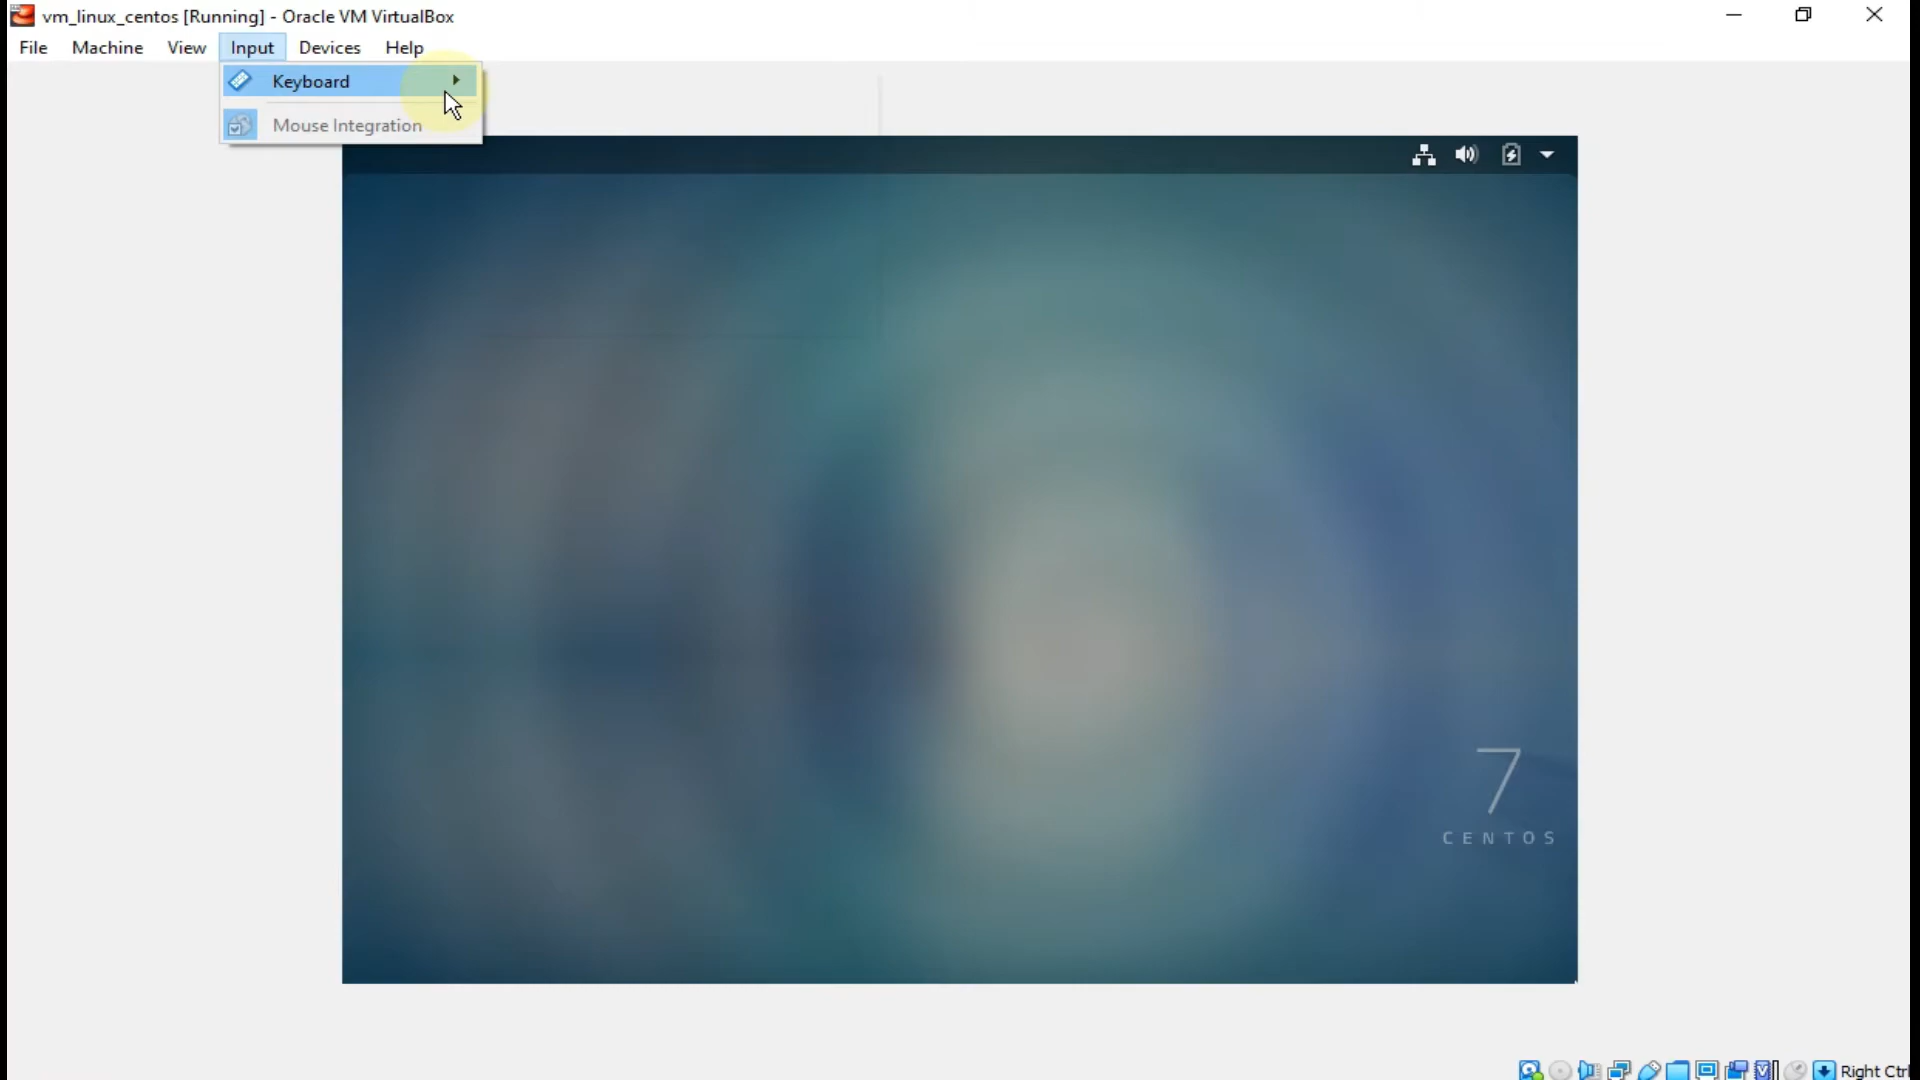 vm_linux_centos [Running] - Oracle VM VirtualBox
File Machine View Input Devices Help
Keyboard
Mouse Integration
7
CENTOS
Right Ctrl